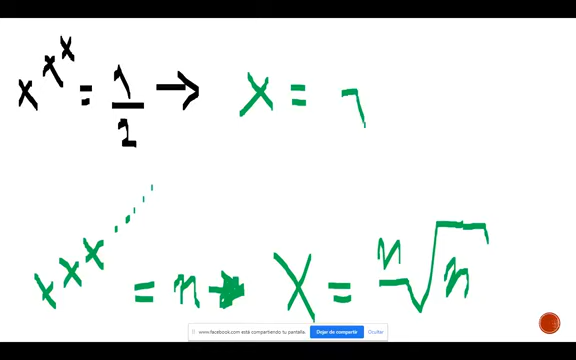 x^x^x = 1/2 → x = 1
x^x^x^..... = n → x = ⁿ√n
www.facebook.com está compartiendo tu pantalla. Dejar de compartir Ocultar